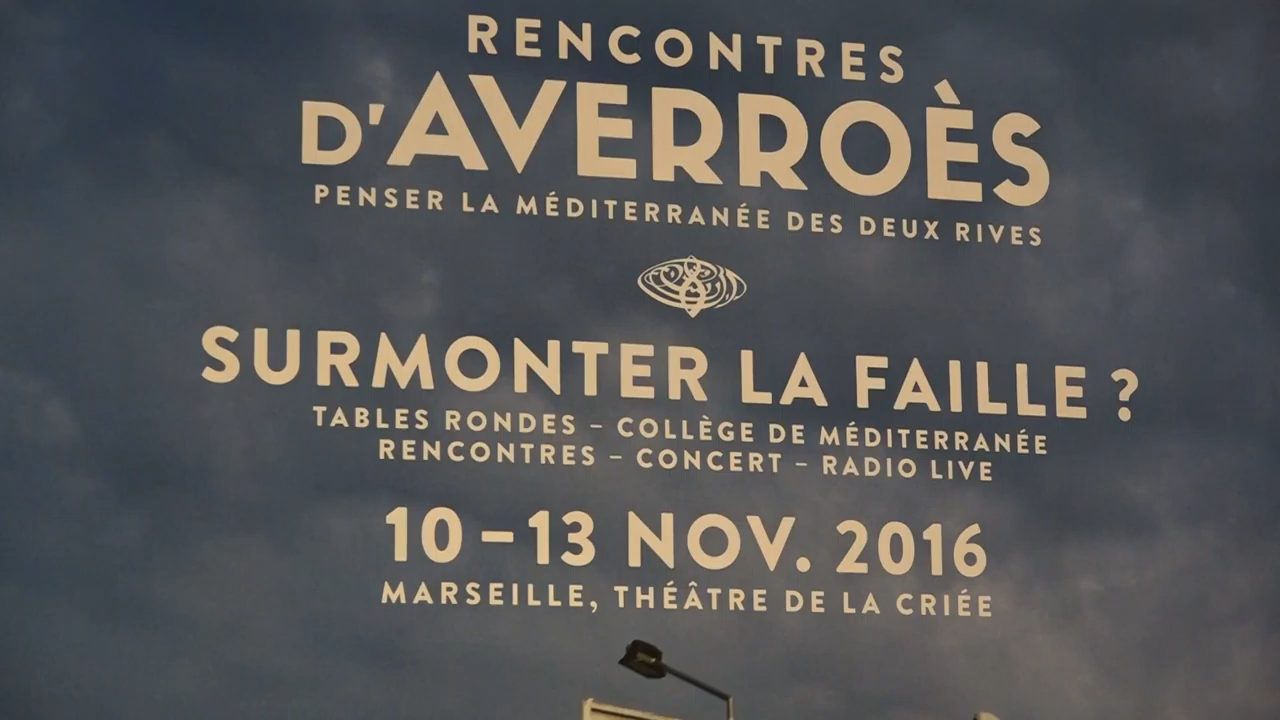 RENCONTRES
D'AVERROÈS
PENSER LA MÉDITERRANÉE DES DEUX RIVES
SURMONTER LA FAILLE ?
TABLES RONDES – COLLÈGE DE MÉDITERRANÉE
RENCONTRES – CONCERT – RADIO LIVE
10 – 13 NOV. 2016
MARSEILLE, THÉÂTRE DE LA CRIÉE